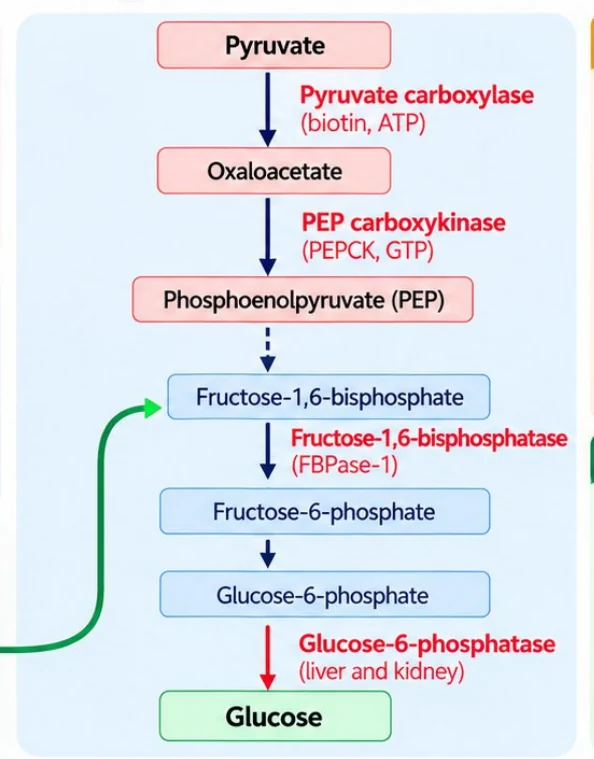 Pyruvate
Pyruvate carboxylase
(biotin, ATP)
Oxaloacetate
PEP carboxykinase
(PEPCK, GTP)
Phosphoenolpyruvate (PEP)
Fructose-1,6-bisphosphate
Fructose-1,6-bisphosphatase
(FBPase-1)
Fructose-6-phosphate
Glucose-6-phosphate
Glucose-6-phosphatase
(liver and kidney)
Glucose